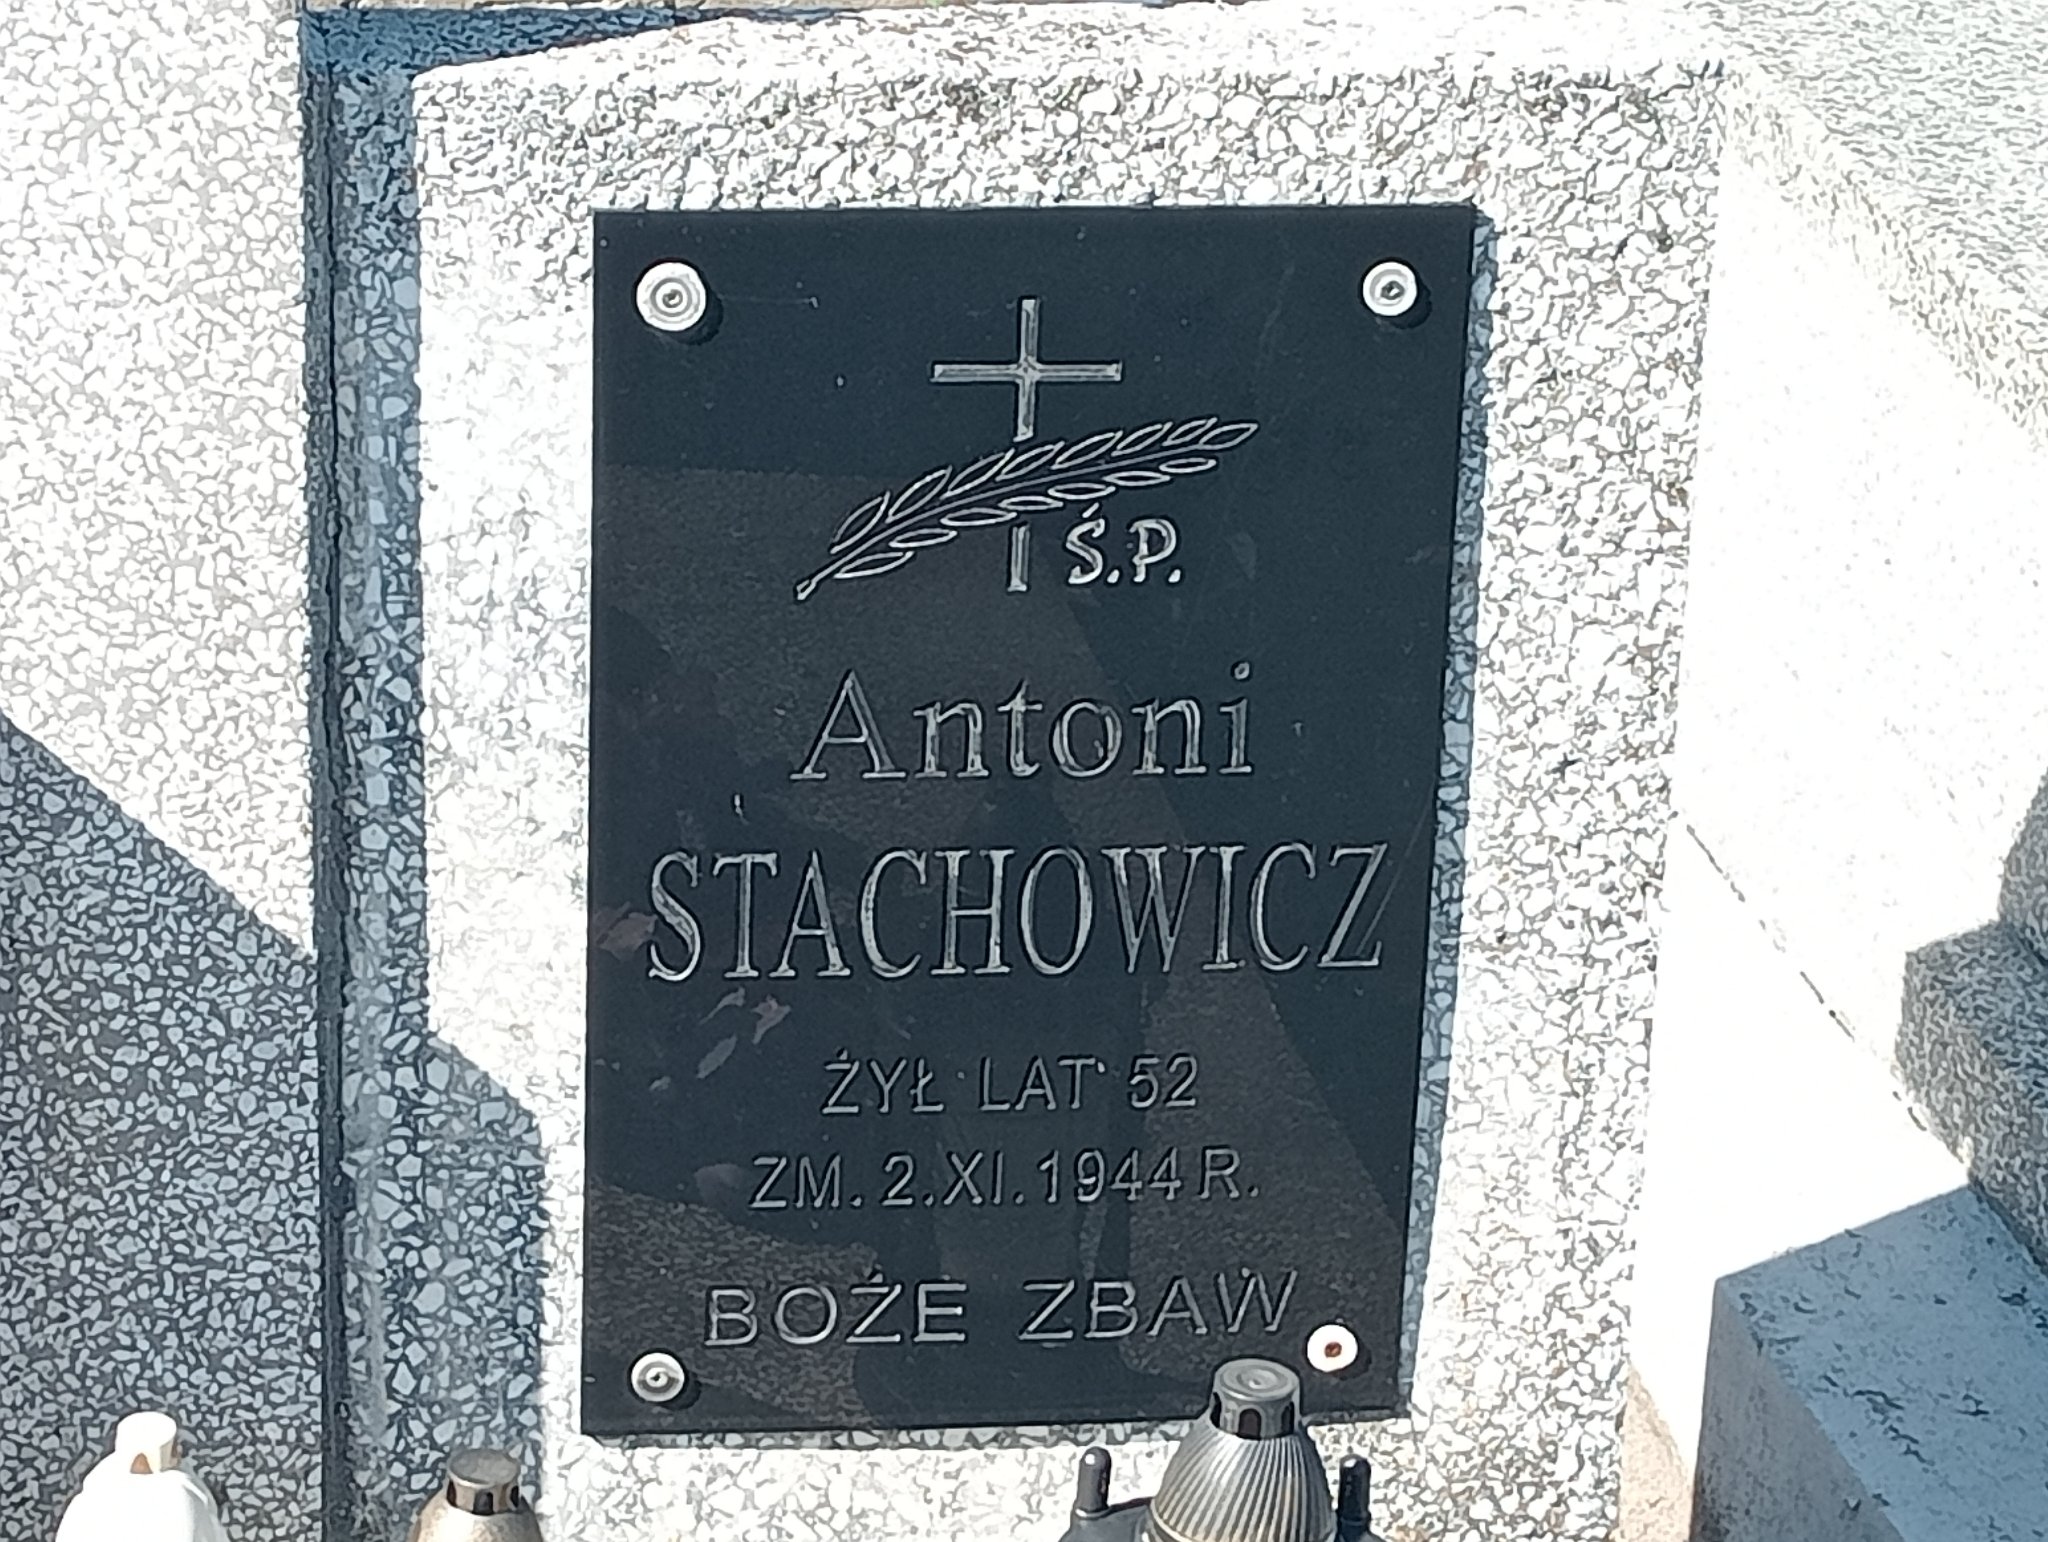 Ś.P.
Antoni
STACHOWICZ
ŻYŁ LAT 52
ZM. 2.XI.1944 R.
BOŻE ZBAW